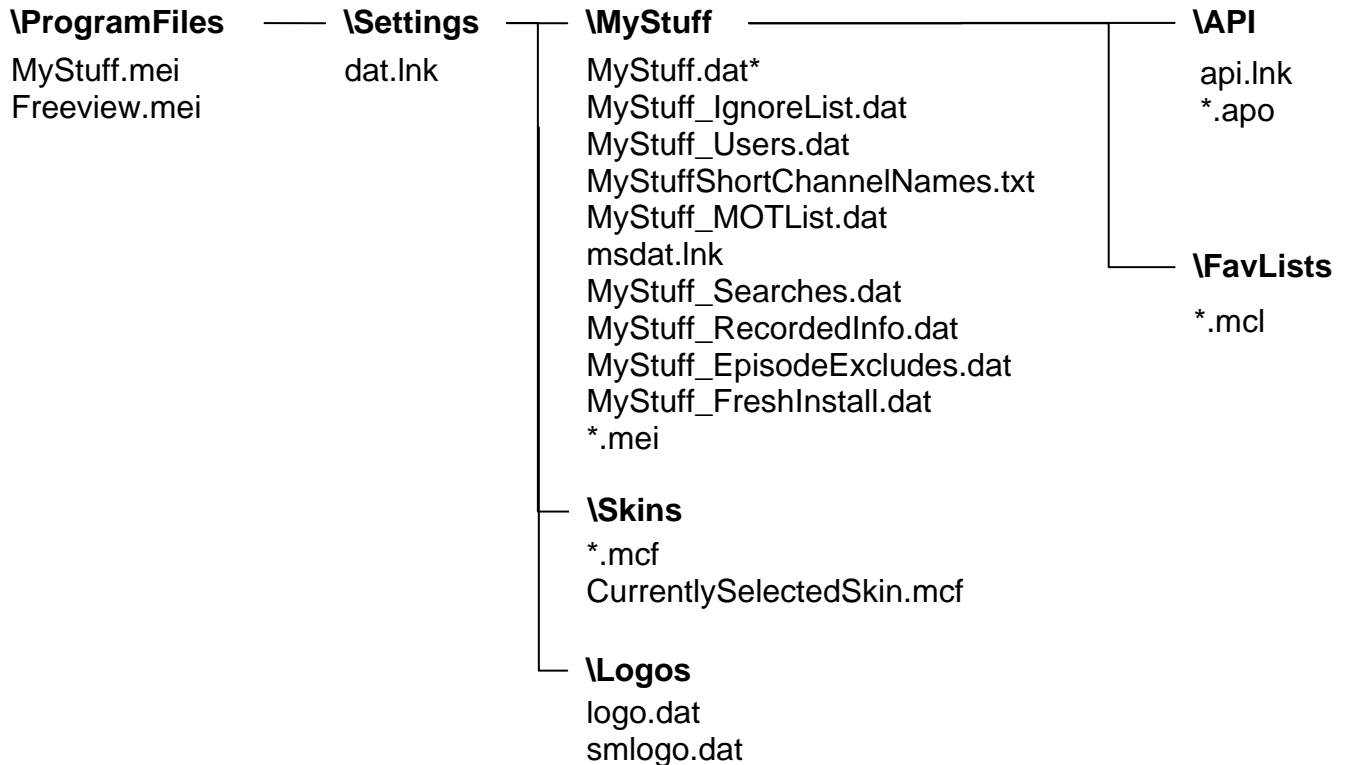 \ProgramFiles
MyStuff.mei
Freeview.mei
\Settings
dat.lnk
\MyStuff
MyStuff.dat*
MyStuff_IgnoreList.dat
MyStuff_Users.dat
MyStuffShortChannelNames.txt
MyStuff_MOTList.dat
msdat.lnk
MyStuff_Searches.dat
MyStuff_RecordedInfo.dat
MyStuff_EpisodeExcludes.dat
MyStuff_FreshInstall.dat
*.mei
\Skins
*.mcf
CurrentlySelectedSkin.mcf
\Logos
logo.dat
smlogo.dat
\API
api.lnk
*.apo
\FavLists
*.mcl